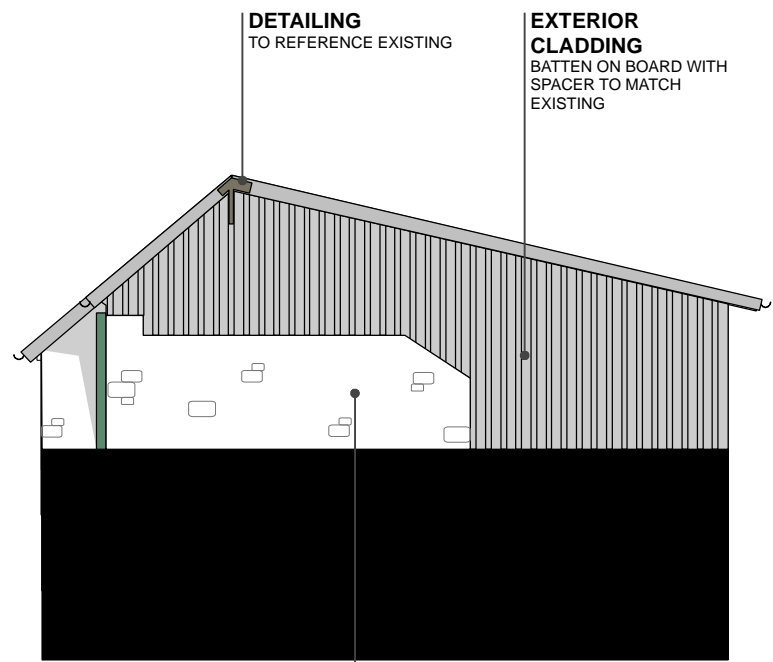 DETAILING
TO REFERENCE EXISTING
EXTERIOR
CLADDING
BATTEN ON BOARD WITH
SPACER TO MATCH
EXISTING